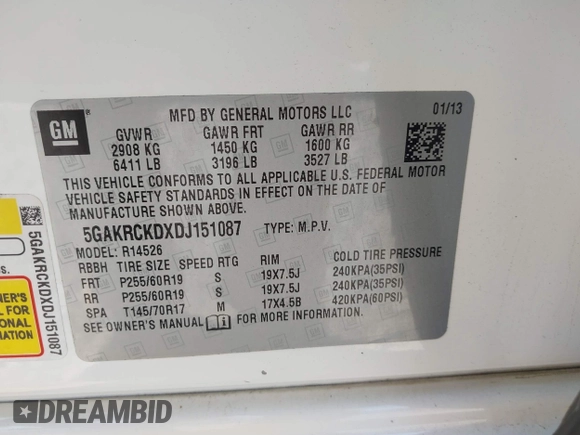 GM
®
MFD BY GENERAL MOTORS LLC
01/13
GVWR GAWR FRT GAWR RR
2908 KG 1450 KG 1600 KG
6411 LB 3196 LB 3527 LB
THIS VEHICLE CONFORMS TO ALL APPLICABLE U.S. FEDERAL MOTOR
VEHICLE SAFETY STANDARDS IN EFFECT ON THE DATE OF
MANUFACTURE SHOWN ABOVE.
5GAKRCKDXDJ151087 TYPE: M.P.V.
MODEL: R14526
RBBH TIRE SIZE SPEED RTG RIM COLD TIRE PRESSURE
FRT P255/60R19 S 19X7.5J 240KPA(35PSI)
RR P255/60R19 S 19X7.5J 240KPA(35PSI)
SPA T145/70R17 M 17X4.5B 420KPA(60PSI)
SEE OWNER'S MANUAL FOR MORE INFORMATION.
5GAKRCKDXDJ151087
s.
NER'S
FOR
ONAL
TION
DREAMBID